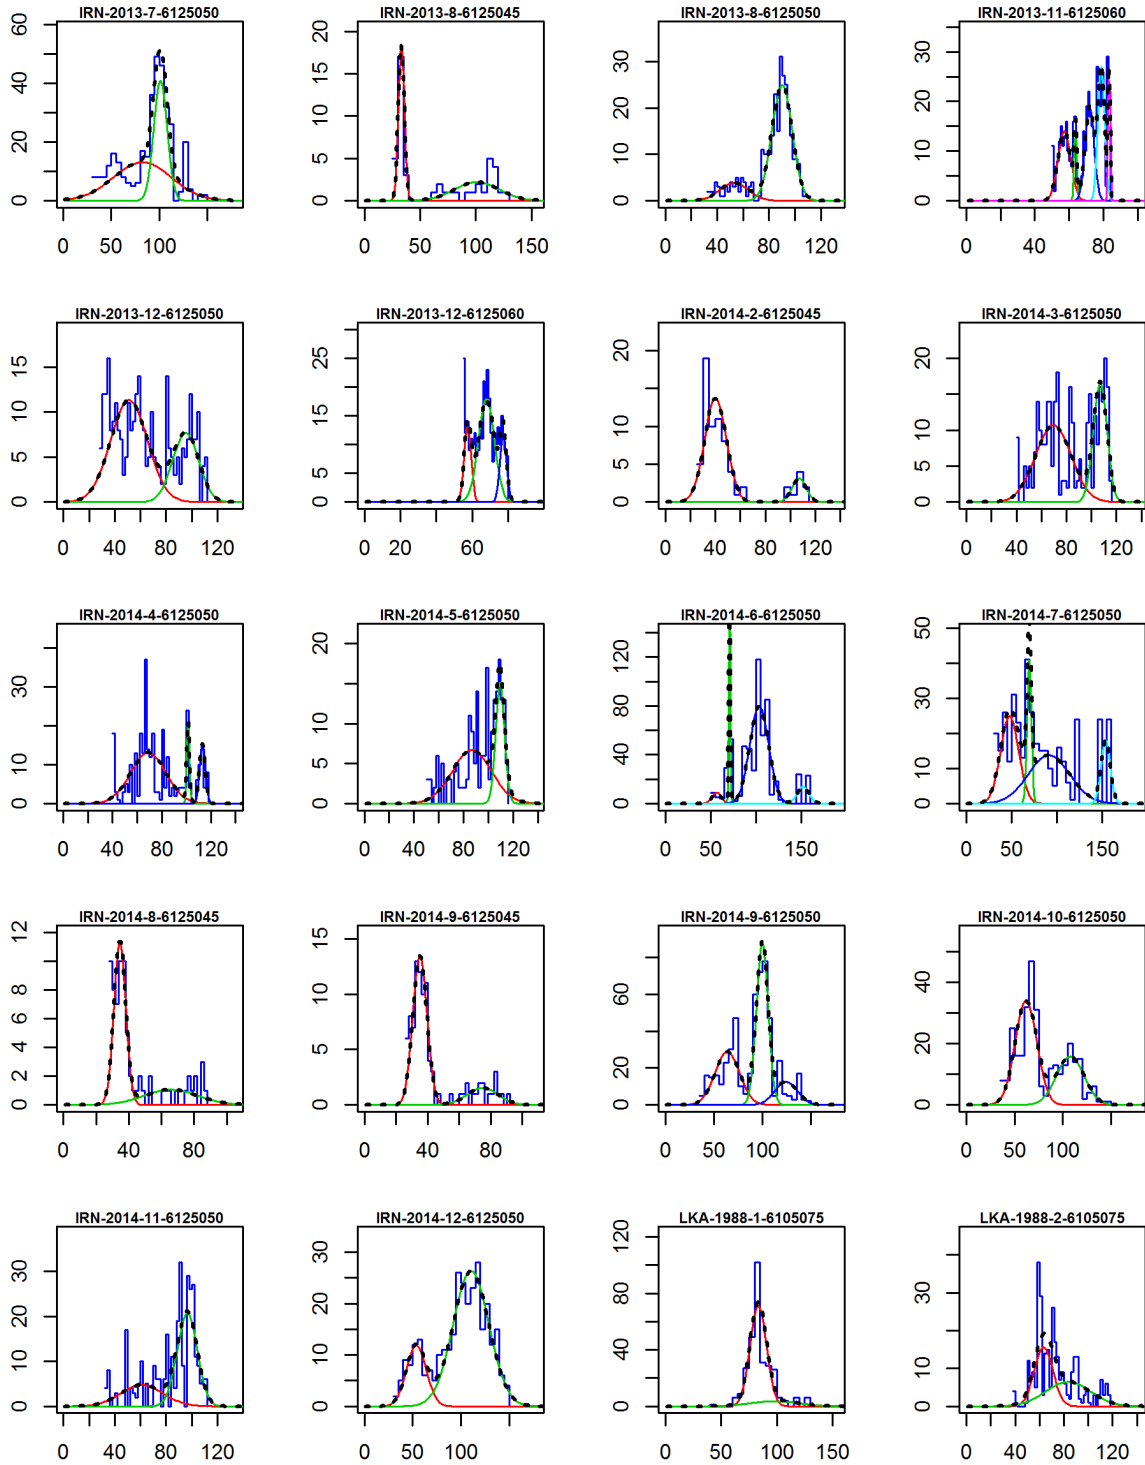 IRN-2013-7-6125050 IRN-2013-8-6125045 IRN-2013-8-6125050 IRN-2013-11-6125060
0 10 20 30 40 50 60 0 5 10 15 20 0 10 20 30 0 5 10 15 20 25 30 35
0 50 100 0 50 100 150 0 40 80 120 0 40 80
IRN-2013-12-6125050 IRN-2013-12-6125060 IRN-2014-2-6125045 IRN-2014-3-6125050
0 5 10 15 0 5 15 25 0 5 10 20 0 5 10 20
0 40 80 120 0 20 60 0 40 80 120 0 40 80 120
IRN-2014-4-6125050 IRN-2014-5-6125050 IRN-2014-6-6125050 IRN-2014-7-6125050
0 10 30 0 5 10 20 0 40 80 120 0 10 30 50
0 40 80 120 0 40 80 120 0 50 150 0 50 150
IRN-2014-8-6125045 IRN-2014-9-6125045 IRN-2014-9-6125050 IRN-2014-10-6125050
0 2 4 6 8 10 12 0 5 10 15 0 20 60 0 20 40
0 40 80 0 40 80 0 50 100 0 50 100
IRN-2014-11-6125050 IRN-2014-12-6125050 LKA-1988-1-6105075 LKA-1988-2-6105075
0 10 20 30 0 10 20 30 0 40 80 120 0 10 30
0 40 80 120 0 50 100 0 50 100 150 0 40 80 120